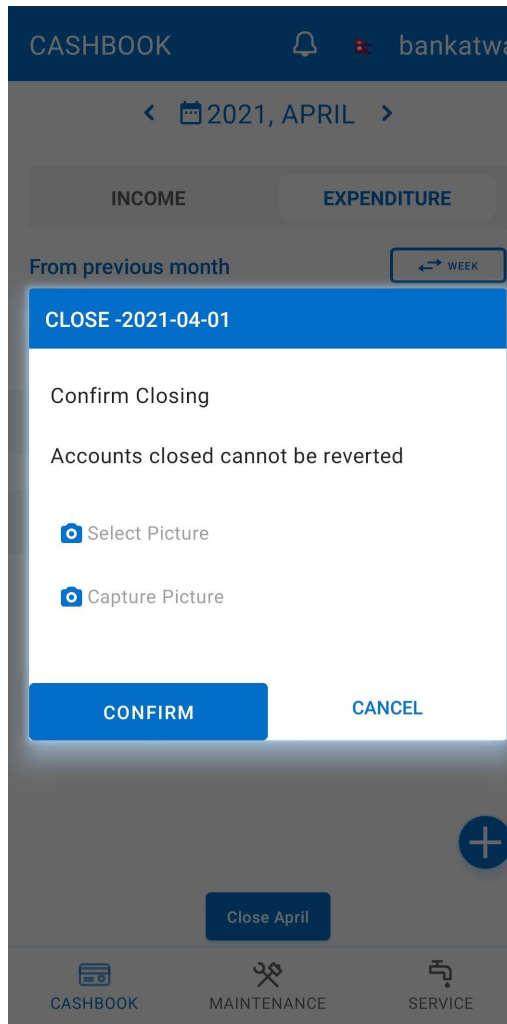 CASHBOOK bankatwa
2021, APRIL
INCOME EXPENDITURE
From previous month WEEK
CLOSE -2021-04-01
Confirm Closing
Accounts closed cannot be reverted
Select Picture
Capture Picture
CONFIRM CANCEL
Close April
CASHBOOK MAINTENANCE SERVICE